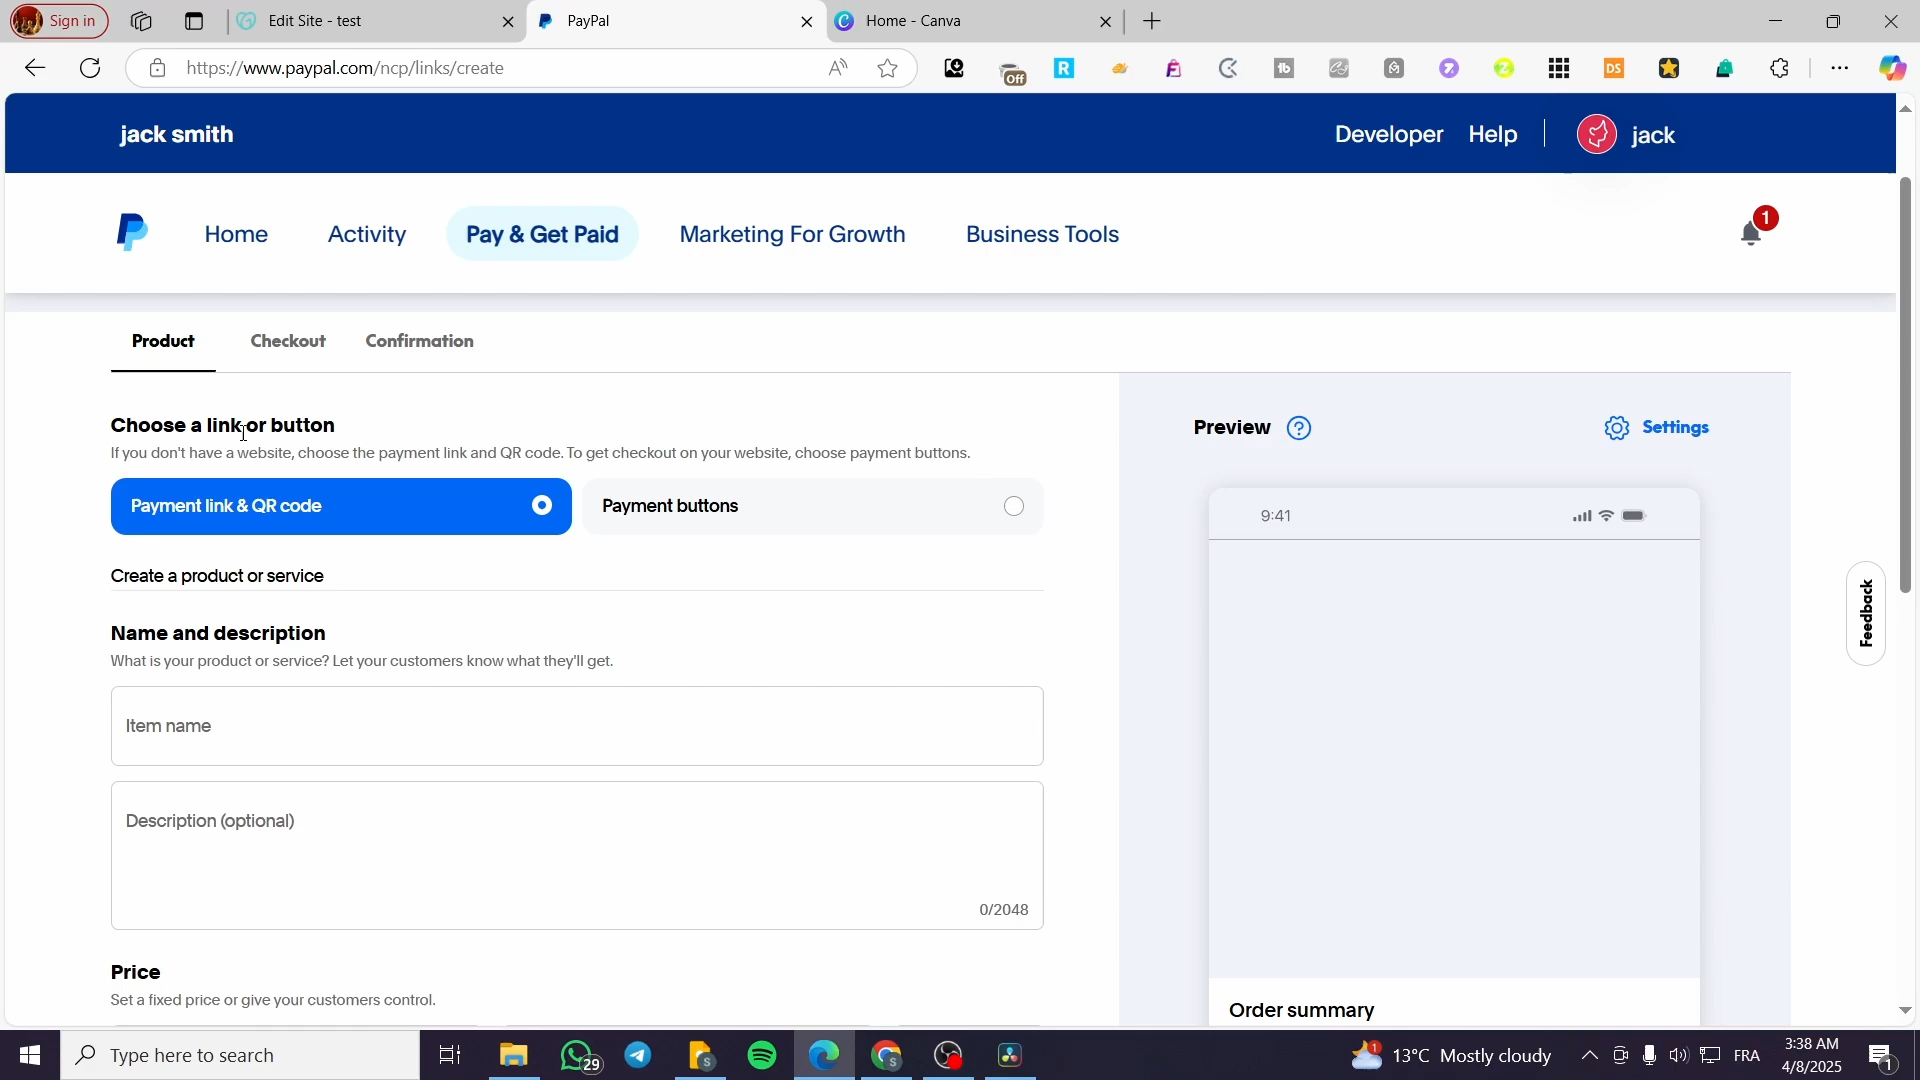 Sign in
Edit Site - test
PayPal
Home - Canva
https://www.paypal.com/ncp/links/create
Off
jack smith
Developer
Help
jack
Home
Activity
Pay & Get Paid
Marketing For Growth
Business Tools
1
Product
Checkout
Confirmation
Choose a link or button
If you don't have a website, choose the payment link and QR code. To get checkout on your website, choose payment buttons.
Payment link & QR code
Payment buttons
Create a product or service
Name and description
What is your product or service? Let your customers know what they'll get.
Item name
Description (optional)
0/2048
Price
Set a fixed price or give your customers control.
Preview
Settings
9:41
Order summary
Feedback
Type here to search
29
13°C Mostly cloudy
FRA
3:38 AM
4/8/2025
1